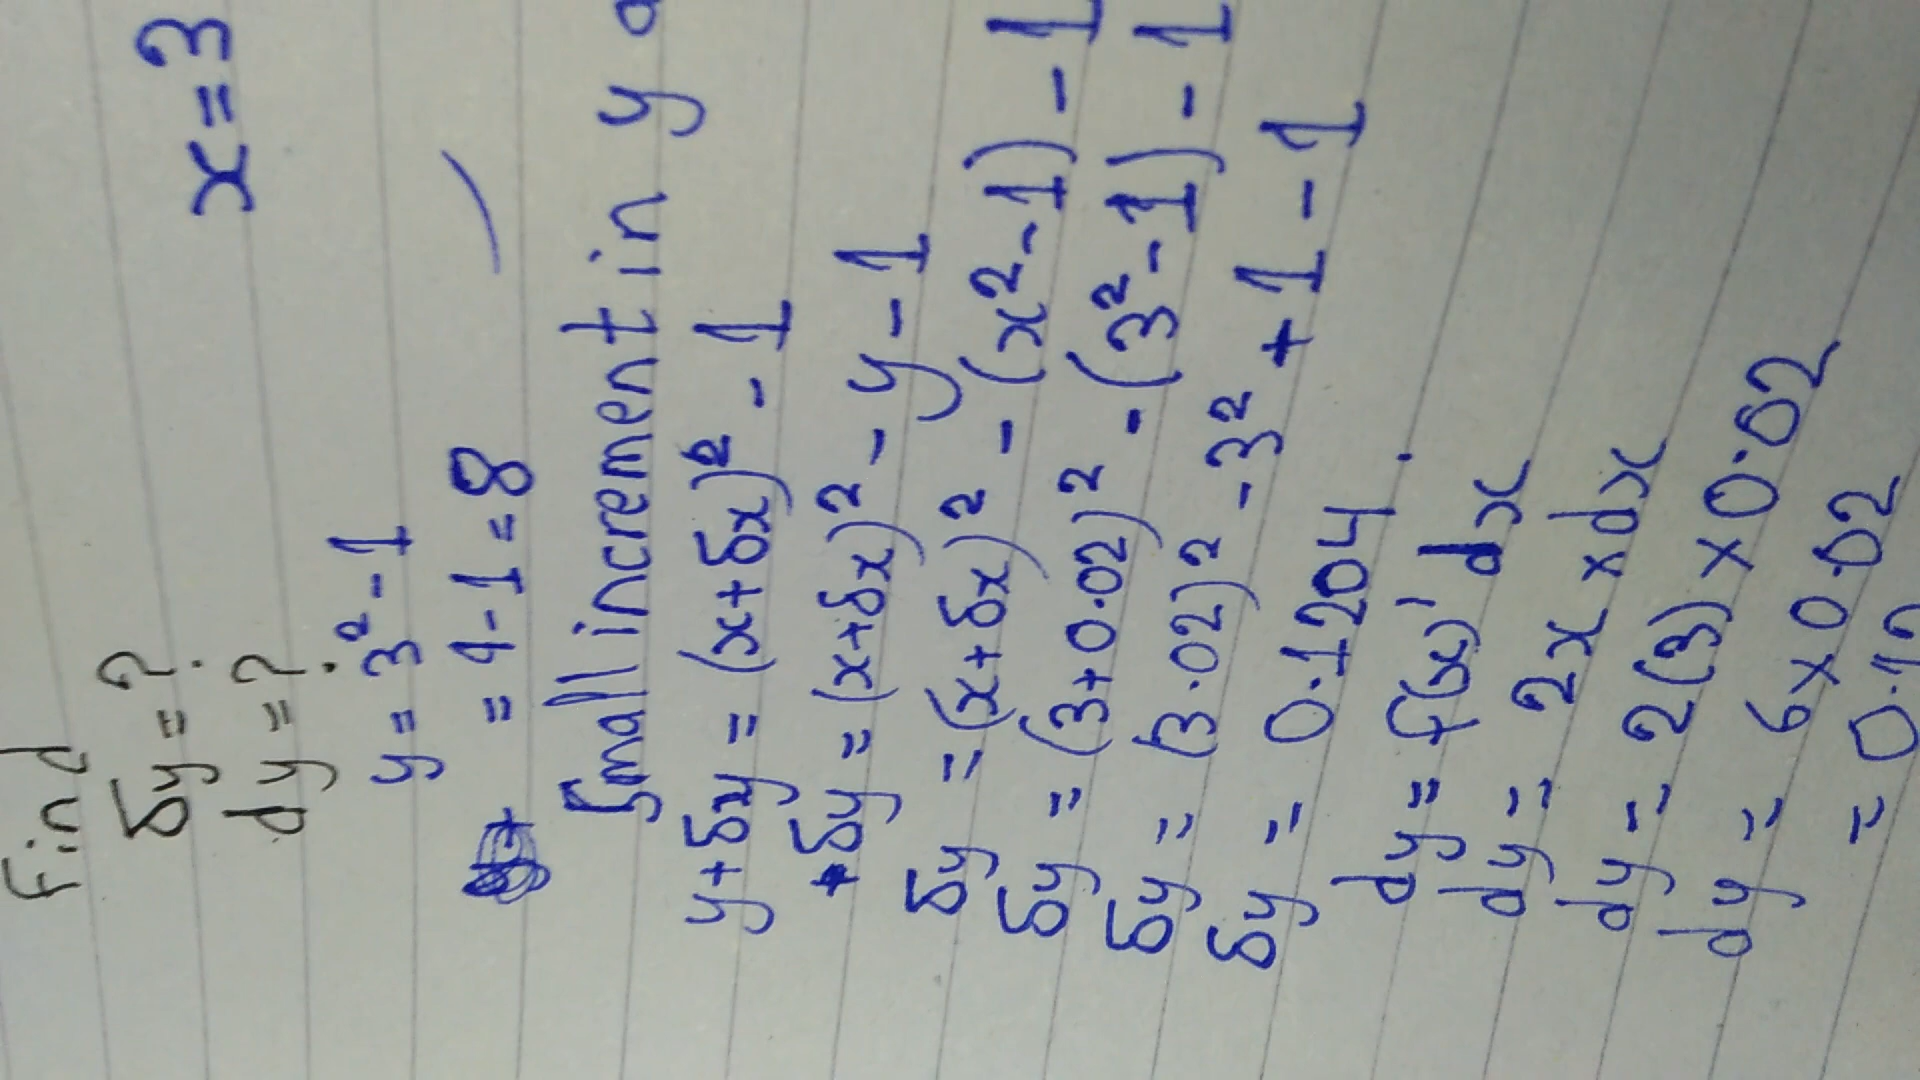 Find
δy = ?
x = 3
dy = ?
y = 3² - 1
= 9 - 1 = 8
Small increment in y
y + δy = (x + δx)² - 1
+ δy = (x + δx)² - y - 1
δy = (x + δx)² - (x² - 1) - 1
δy = (3 + 0.02)² - (3² - 1) - 1
δy = (3.02)² - 3² + 1 - 1
δy = 0.1204.
dy = f(x)' dx
dy = 2x × dx
dy = 2(3) × 0.02
dy = 6 × 0.02
= 0.12